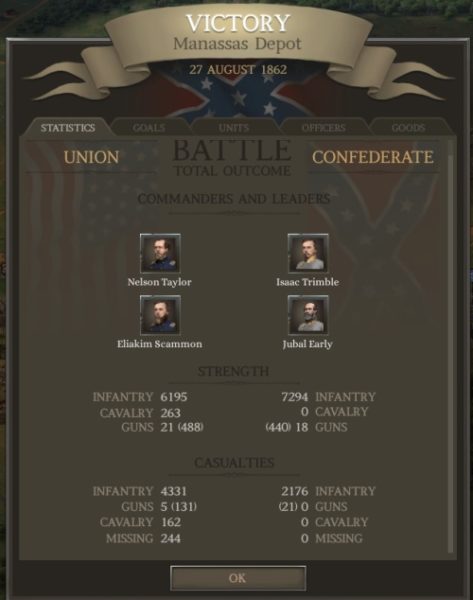 VICTORY
Manassas Depot
27 AUGUST 1862
STATISTICS GOALS UNITS OFFICERS GOODS
UNION BATTLE CONFEDERATE
TOTAL OUTCOME
COMMANDERS AND LEADERS
Nelson Taylor Isaac Trimble
Eliakim Scammon Jubal Early
STRENGTH
INFANTRY 6195 7294 INFANTRY
CAVALRY 263 0 CAVALRY
GUNS 21 (488) (440) 18 GUNS
CASUALTIES
INFANTRY 4331 2176 INFANTRY
GUNS 5 (131) (21) 0 GUNS
CAVALRY 162 0 CAVALRY
MISSING 244 0 MISSING
OK